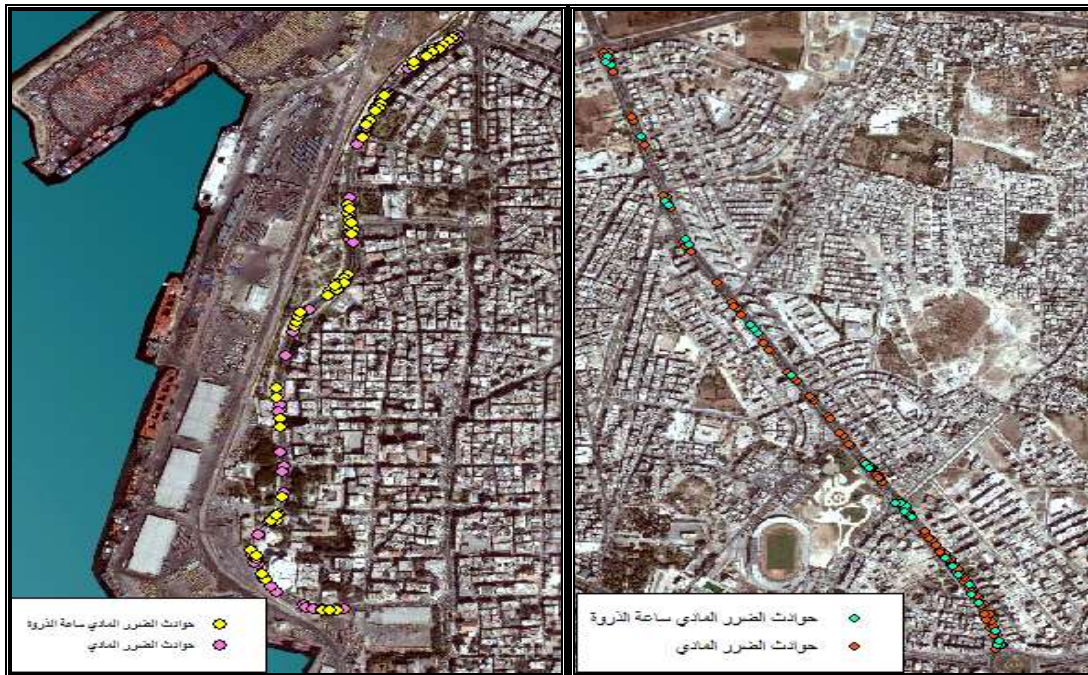 حوادث الضرر المادي ساعة الذروة
حوادث الضرر المادي
حوادث الضرر المادي ساعة الذروة
حوادث الضرر المادي